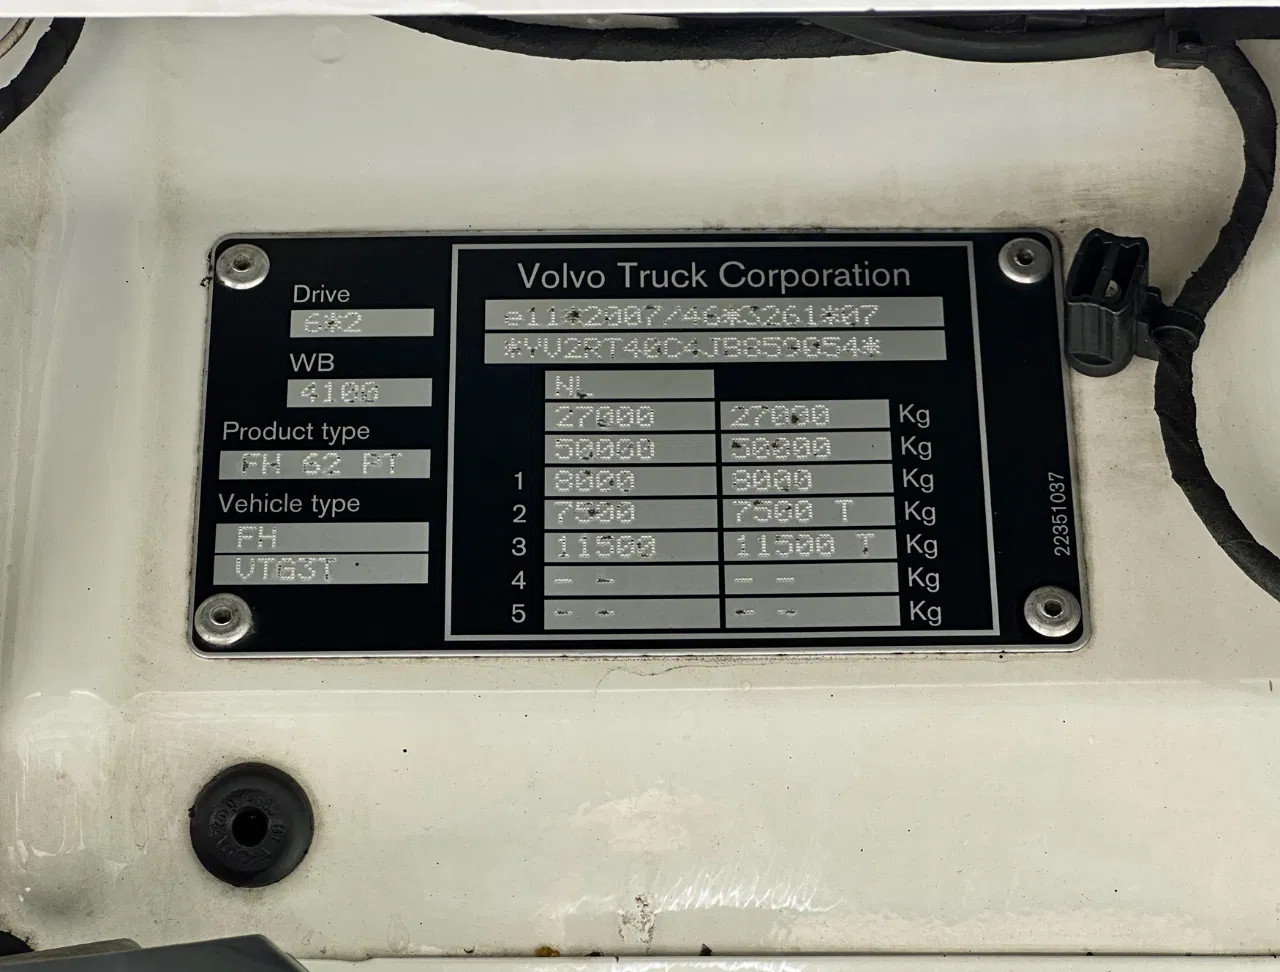 Volvo Truck Corporation
e11*2007/46*3261*07
*YV2RT40C4JB859054*
Drive
6*2
WB
4100
Product type
FH 62 PT
Vehicle type
FH
VTG3T
NL
27000 27000 Kg
50000 50000 Kg
1 8000 8000 Kg
2 7500 7500 T Kg
3 11500 11500 T Kg
4 - - - - Kg
5 - - - - Kg
22351037